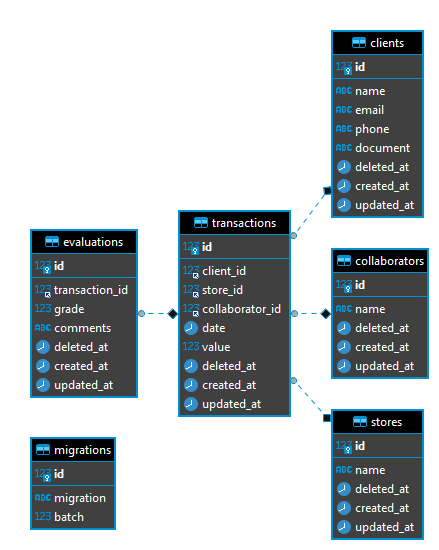 clients
123 id
ABC name
ABC email
ABC phone
ABC document
deleted_at
created_at
updated_at
transactions
123 id
123 client_id
123 store_id
123 collaborator_id
date
123 value
deleted_at
created_at
updated_at
evaluations
123 id
123 transaction_id
123 grade
ABC comments
deleted_at
created_at
updated_at
collaborators
123 id
ABC name
deleted_at
created_at
updated_at
stores
123 id
ABC name
deleted_at
created_at
updated_at
migrations
123 id
ABC migration
123 batch